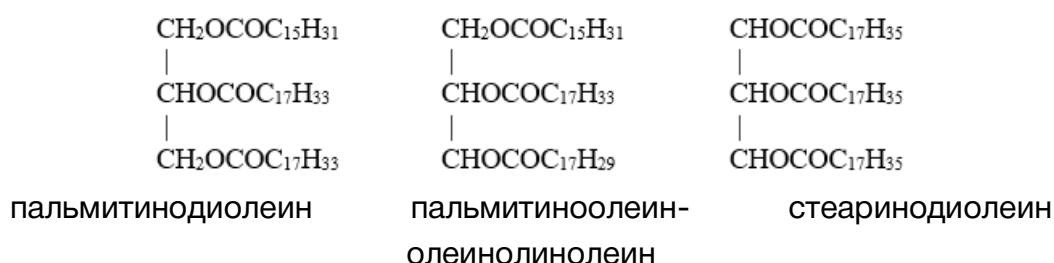 CH₂OCOC₁₅H₃₁ CH₂OCOC₁₅H₃₁ CHOCOC₁₇H₃₅
| | |
CHOCOC₁₇H₃₃ CHOCOC₁₇H₃₃ CHOCOC₁₇H₃₅
| | |
CH₂OCOC₁₇H₃₃ CHOCOC₁₇H₂₉ CHOCOC₁₇H₃₅
пальмитинодиолеин пальмитиноолеин- стеаринодиолеин
олеинолинолеин